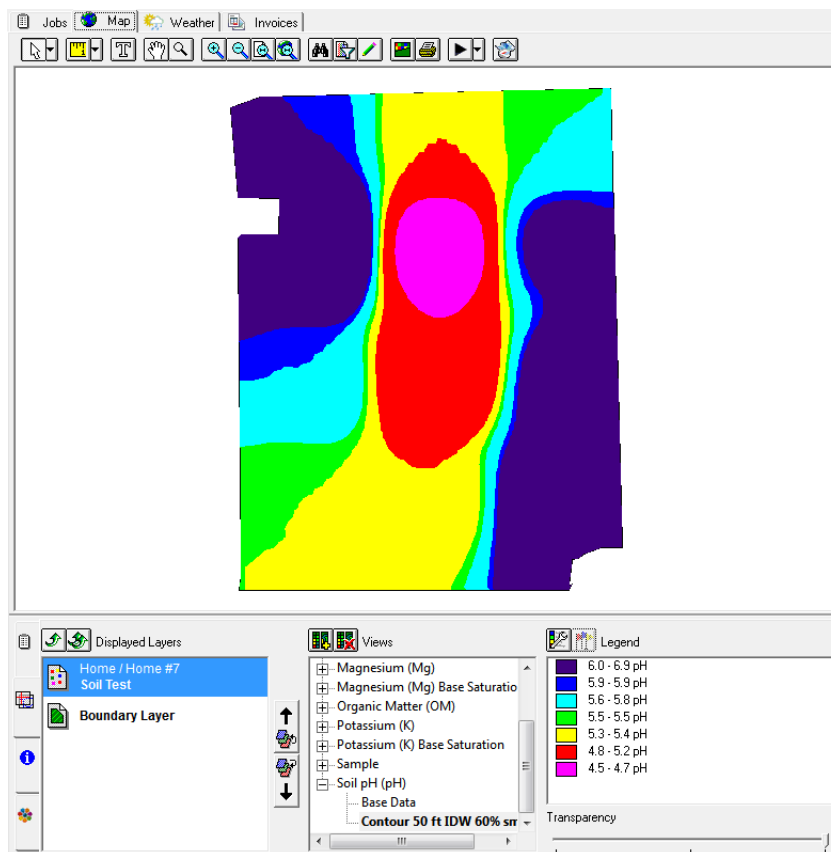 Jobs Map Weather Invoices
T
Displayed Layers
Home / Home #7
Soil Test
Boundary Layer
Views
Magnesium (Mg)
Magnesium (Mg) Base Saturatio
Organic Matter (OM)
Potassium (K)
Potassium (K) Base Saturation
Sample
Soil pH (pH)
Base Data
Contour 50 ft IDW 60% sm
Legend
6.0 - 6.9 pH
5.9 - 5.9 pH
5.6 - 5.8 pH
5.5 - 5.5 pH
5.3 - 5.4 pH
4.8 - 5.2 pH
4.5 - 4.7 pH
Transparency